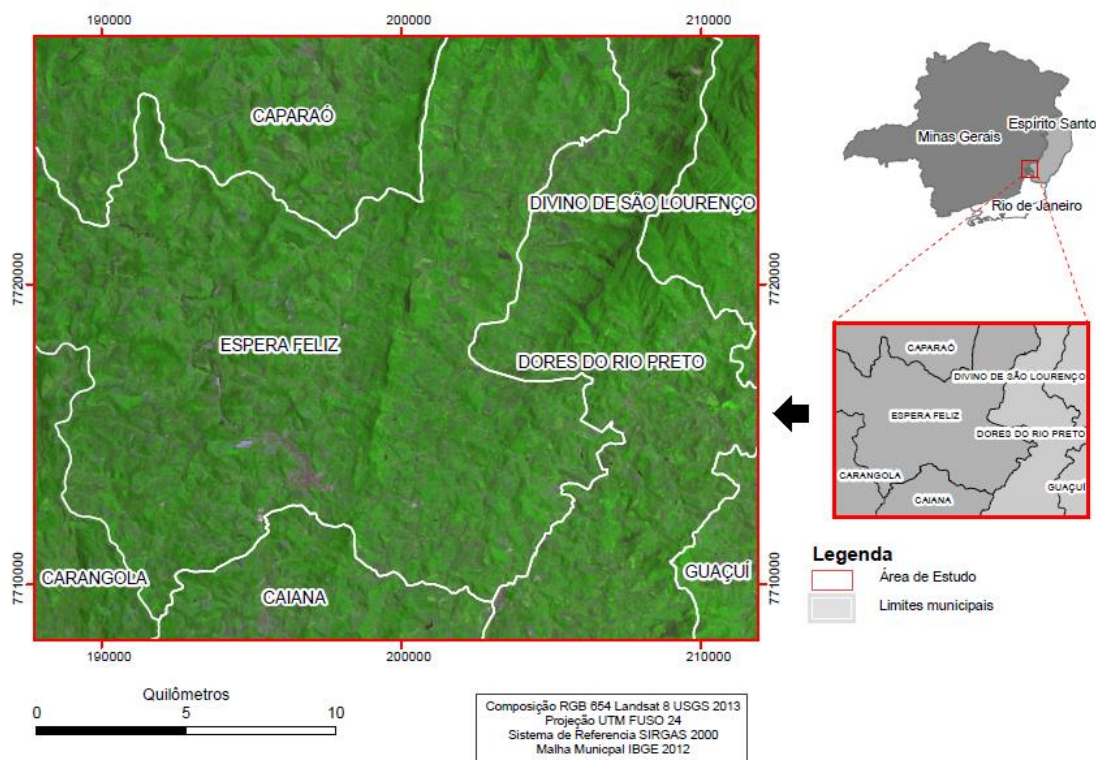 190000
200000
210000
CAPARAÓ
DIVINO DE SÃO LOURENÇO
7720000
7720000
ESPERA FELIZ
DORES DO RIO PRETO
CARANGOLA
CAIANA
GUAÇUÍ
7710000
7710000
190000
200000
210000
Espírito Santo
Minas Gerais
Rio de Janeiro
CAPARAÓ
DIVINO DE SÃO LOURENÇO
ESPERA FELIZ
DORES DO RIO PRETO
CARANGOLA
GUAÇUÍ
CAIANA
Legenda
Área de Estudo
Limites municipais
Quilômetros
0 5 10
Composição RGB 654 Landsat 8 USGS 2013
Projeção UTM FUSO 24
Sistema de Referencia SIRGAS 2000
Malha Municpal IBGE 2012